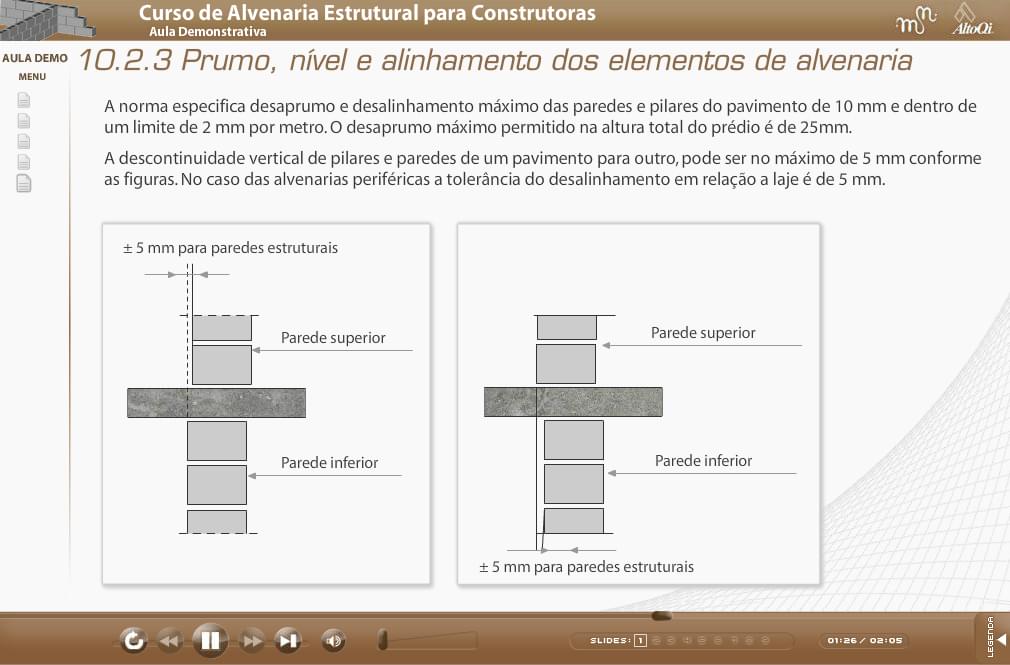 Curso de Alvenaria Estrutural para Construtoras
Aula Demonstrativa
AltoQi
AULA DEMO
MENU
10.2.3 Prumo, nível e alinhamento dos elementos de alvenaria
A norma especifica desaprumo e desalinhamento máximo das paredes e pilares do pavimento de 10 mm e dentro de
um limite de 2 mm por metro. O desaprumo máximo permitido na altura total do prédio é de 25mm.
A descontinuidade vertical de pilares e paredes de um pavimento para outro, pode ser no máximo de 5 mm conforme
as figuras. No caso das alvenarias periféricas a tolerância do desalinhamento em relação a laje é de 5 mm.
± 5 mm para paredes estruturais
Parede superior
Parede inferior
Parede superior
Parede inferior
± 5 mm para paredes estruturais
SLIDES: 1
01:26 / 02:05
LEGENDA